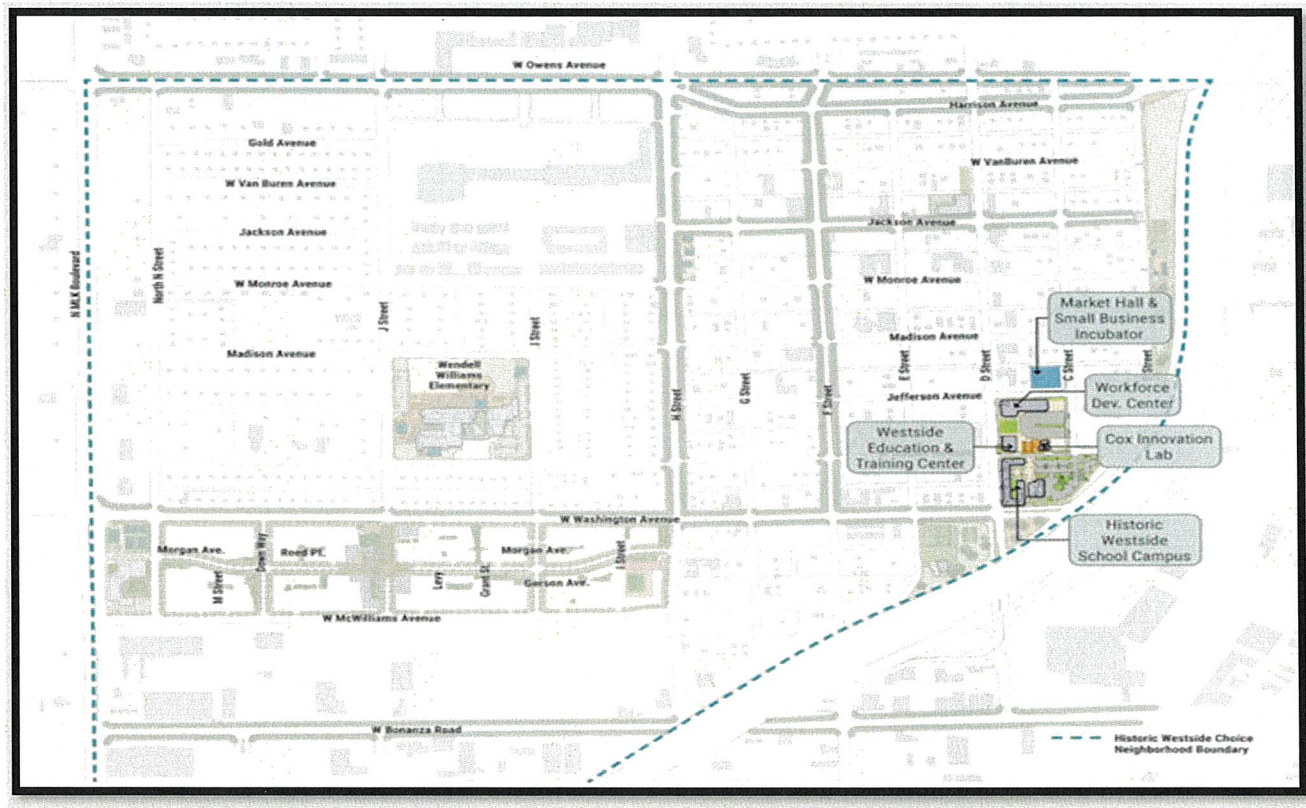 W Owens Avenue
Harrison Avenue
Gold Avenue
W VanBuren Avenue
W Van Buren Avenue
Jackson Avenue
Jackson Avenue
N MLK Boulevard
North N Street
W Monroe Avenue
W Monroe Avenue
Market Hall &
Small Business
Incubator
J Street
J Street
Madison Avenue
Madison Avenue
E Street
D Street
C Street
Street
Wendell
Williams
Elementary
H Street
G Street
F Street
Jefferson Avenue
Workforce
Dev. Center
Westside
Education &
Training Center
Cox Innovation
Lab
W Washington Avenue
Historic
Westside
School Campus
Morgan Ave.
Reed Pl.
Morgan Ave.
M Street
Levy
Grant St.
Gerson Ave.
J Street
W McWilliams Avenue
W Bonanza Road
Historic Westside Choice
Neighborhood Boundary